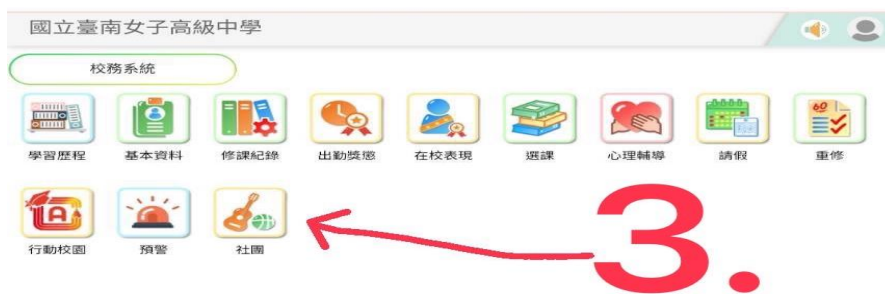 國立臺南女子高級中學
校務系統
學習歷程 基本資料 修課紀錄 出勤獎懲 在校表現 選課 心理輔導 請假 重修
60
A
行動校園 預警 社團
3.